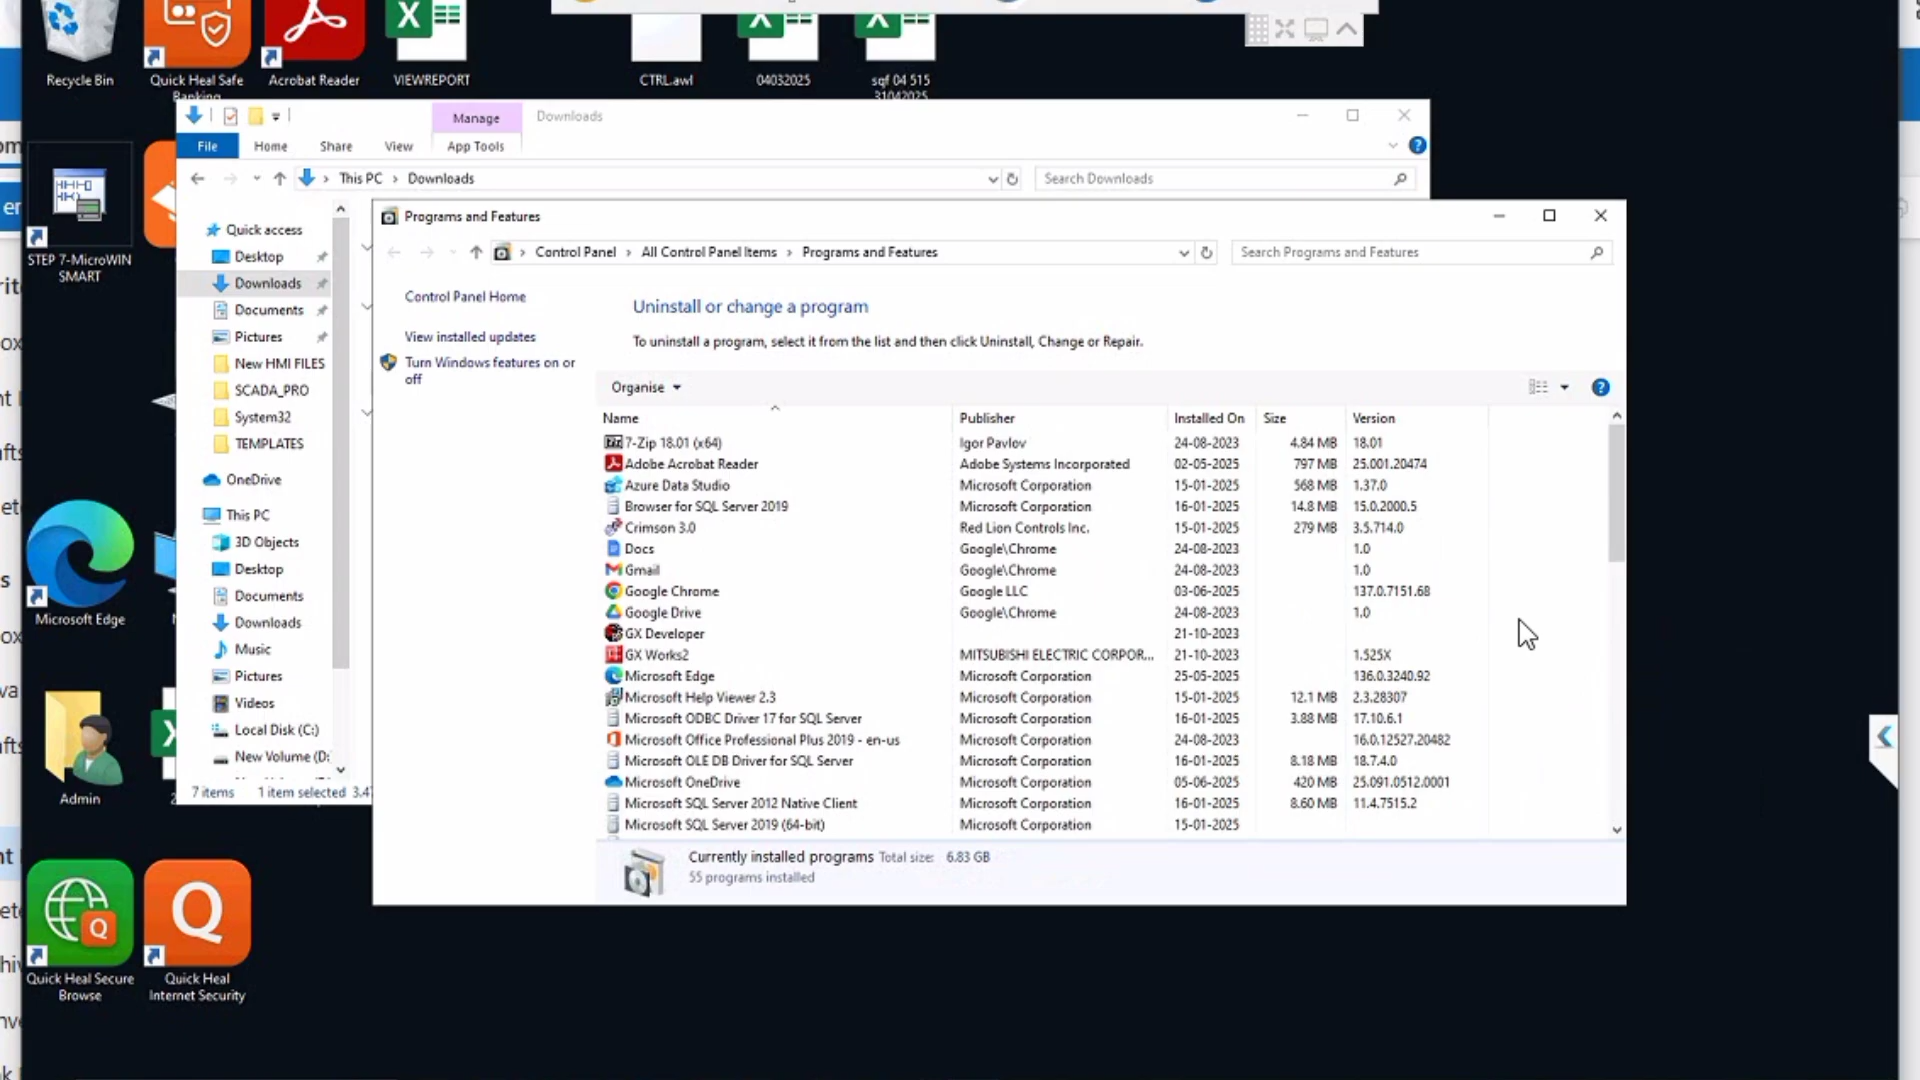 Recycle Bin
Quick Heal Safe
Banking
Acrobat Reader
VIEWREPORT
CTRL.awl
04032025
sqf 04 515
31042025
STEP 7-MicroWIN
SMART
Microsoft Edge
Admin
Quick Heal Secure
Browse
Quick Heal
Internet Security
Manage
Downloads
File
Home
Share
View
App Tools
This PC
Downloads
Search Downloads
Quick access
Desktop
Downloads
Documents
Pictures
New HMI FILES
SCADA_PRO
System32
TEMPLATES
OneDrive
This PC
3D Objects
Desktop
Documents
Downloads
Music
Pictures
Videos
Local Disk (C:)
New Volume (D:
7 items 1 item selected 3.47
Programs and Features
Control Panel > All Control Panel Items > Programs and Features
Search Programs and Features
Control Panel Home
View installed updates
Turn Windows features on or
off
Uninstall or change a program
To uninstall a program, select it from the list and then click Uninstall, Change or Repair.
Organise
Name Publisher Installed On Size Version
7-Zip 18.01 (x64) Igor Pavlov 24-08-2023 4.84 MB 18.01
Adobe Acrobat Reader Adobe Systems Incorporated 02-05-2025 797 MB 25.001.20474
Azure Data Studio Microsoft Corporation 15-01-2025 568 MB 1.37.0
Browser for SQL Server 2019 Microsoft Corporation 16-01-2025 14.8 MB 15.0.2000.5
Crimson 3.0 Red Lion Controls Inc. 15-01-2025 279 MB 3.5.714.0
Docs Google\Chrome 24-08-2023 1.0
Gmail Google\Chrome 24-08-2023 1.0
Google Chrome Google LLC 03-06-2025 137.0.7151.68
Google Drive Google\Chrome 24-08-2023 1.0
GX Developer 21-10-2023
GX Works2 MITSUBISHI ELECTRIC CORPOR... 21-10-2023 1.525X
Microsoft Edge Microsoft Corporation 25-05-2025 136.0.3240.92
Microsoft Help Viewer 2.3 Microsoft Corporation 15-01-2025 12.1 MB 2.3.28307
Microsoft ODBC Driver 17 for SQL Server Microsoft Corporation 16-01-2025 3.88 MB 17.10.6.1
Microsoft Office Professional Plus 2019 - en-us Microsoft Corporation 24-08-2023 16.0.12527.20482
Microsoft OLE DB Driver for SQL Server Microsoft Corporation 16-01-2025 8.18 MB 18.7.4.0
Microsoft OneDrive Microsoft Corporation 05-06-2025 420 MB 25.091.0512.0001
Microsoft SQL Server 2012 Native Client Microsoft Corporation 16-01-2025 8.60 MB 11.4.7515.2
Microsoft SQL Server 2019 (64-bit) Microsoft Corporation 15-01-2025
Currently installed programs Total size: 6.83 GB
55 programs installed